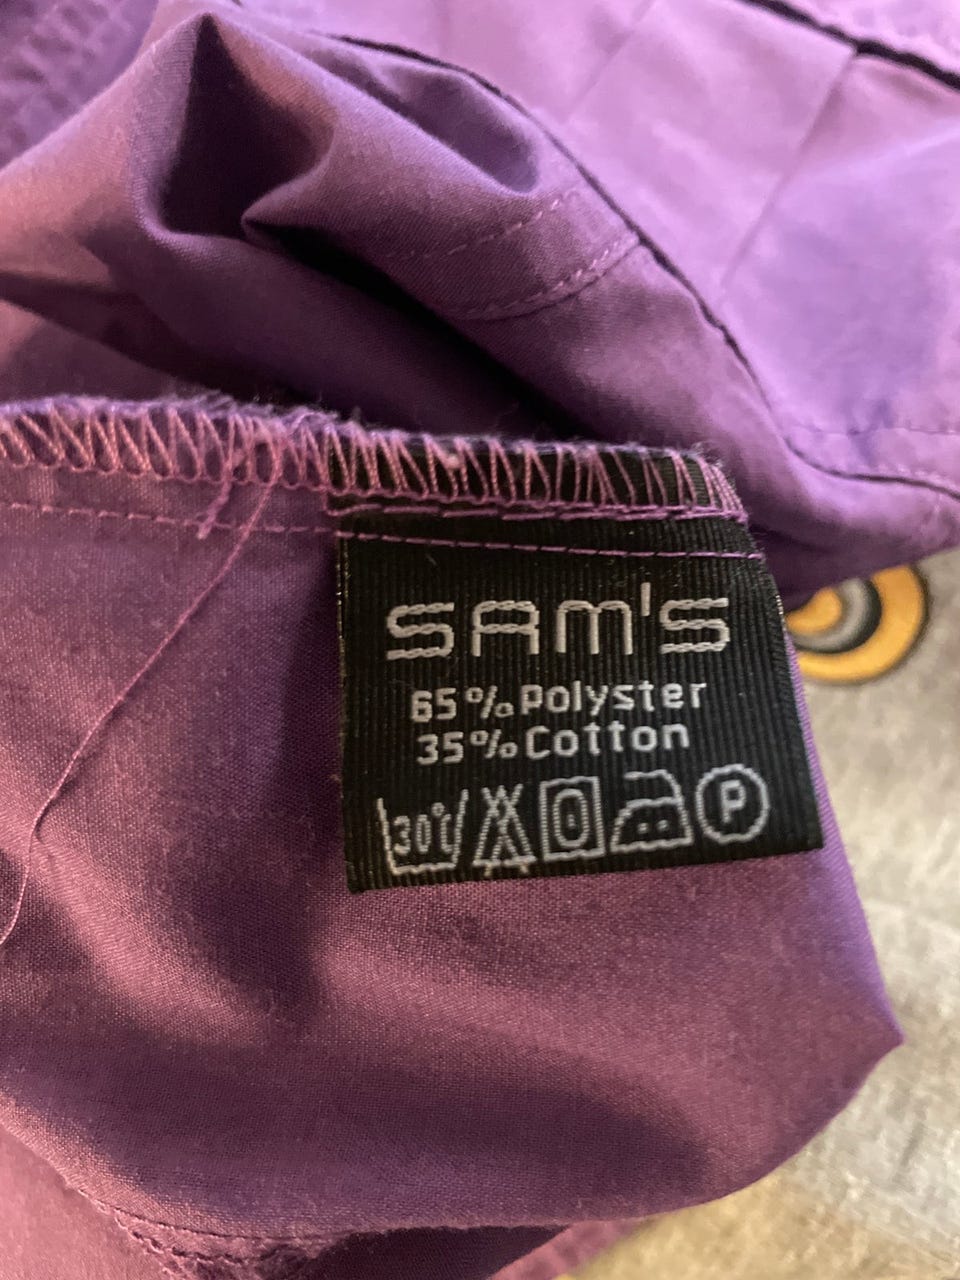 SAM'S
65% Polyster
35% Cotton
30℃
P